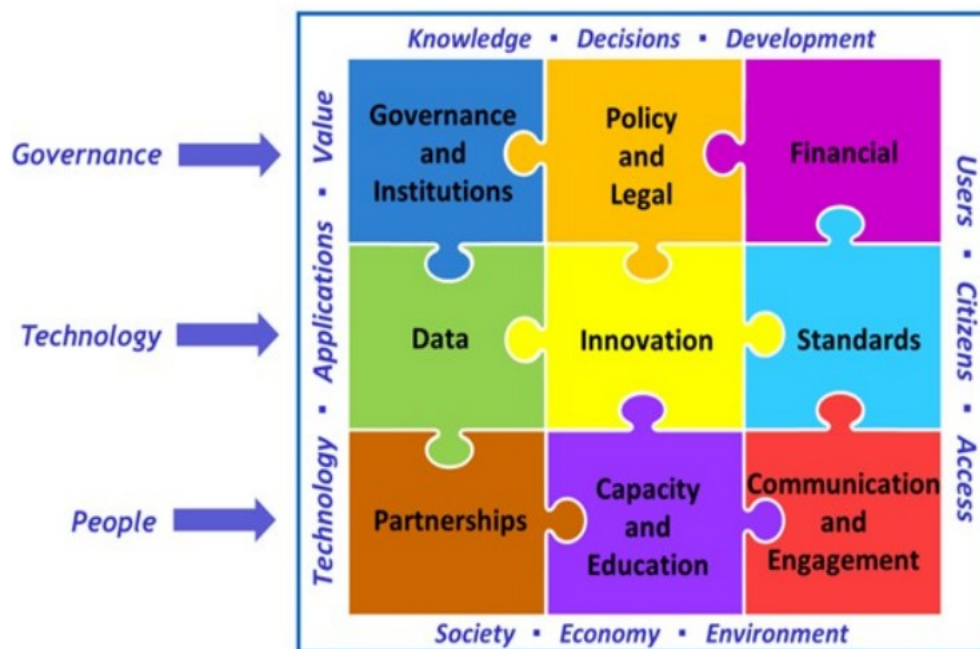 Knowledge ▪ Decisions ▪ Development
Governance
Technology
People
Technology ▪ Applications ▪ Value
Governance
and
Institutions
Policy
and
Legal
Financial
Data
Innovation
Standards
Partnerships
Capacity
and
Education
Communication
and
Engagement
Users ▪ Citizens ▪ Access
Society ▪ Economy ▪ Environment